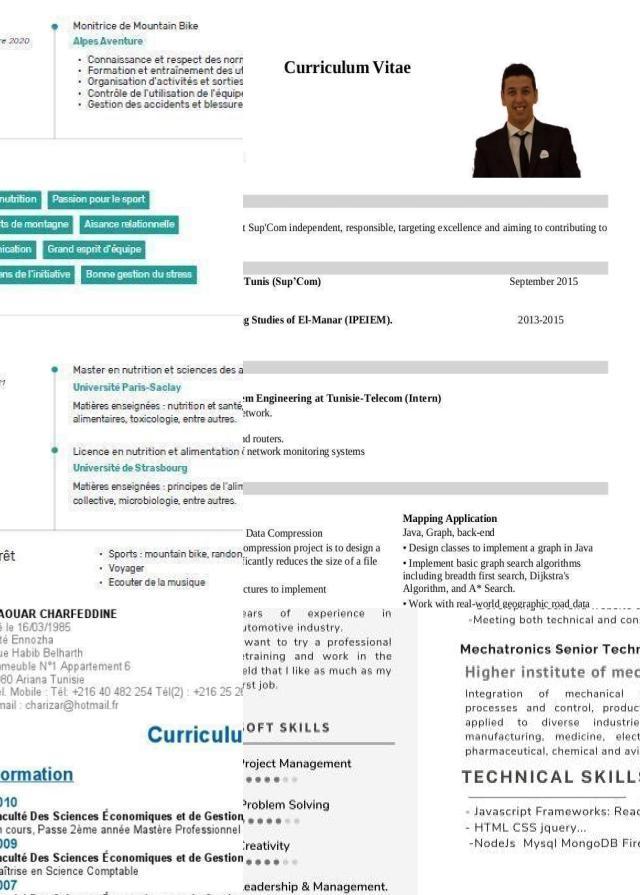 Monitrice de Mountain Bike
re 2020
Alpes Aventure
• Connaissance et respect des norm
• Formation et entraînement des ut
• Organisation d'activités et sorties
• Contrôle de l'utilisation de l'équipe
• Gestion des accidents et blessure
nutrition Passion pour le sport
ts de montagne Aisance relationnelle
ication Grand esprit d'équipe
ens de l'initiative Bonne gestion du stress
Master en nutrition et sciences des a
Université Paris-Saclay
Matières enseignées : nutrition et santé,
alimentaires, toxicologie, entre autres.
Licence en nutrition et alimentation
Université de Strasbourg
Matières enseignées : principes de l'alim
collective, microbiologie, entre autres.
rêt
• Sports : mountain bike, randon
• Voyager
• Ecouter de la musique
AOUAR CHARFEDDINE
é le 16/03/1985
té Ennozha
ue Habib Belharth
meuble N°1 Appartement 6
080 Ariana Tunisie
el. Mobile : Tél: +216 40 482 254 Tél(2) : +216 25 2
mail : charizar@hotmail.fr
Curriculu
ormation
010
aculté Des Sciences Économiques et de Gestion
n cours, Passe 2ème année Mastère Professionnel
009
aculté Des Sciences Économiques et de Gestion
aîtrise en Science Comptable
007
Curriculum Vitae
t Sup'Com independent, responsible, targeting excellence and aiming to contributing to
Tunis (Sup'Com) September 2015
g Studies of El-Manar (IPEIEM). 2013-2015
em Engineering at Tunisie-Telecom (Intern)
etwork.
nd routers.
network monitoring systems
Data Compression
ompression project is to design a
ficantly reduces the size of a file
ctures to implement
Mapping Application
Java, Graph, back-end
• Design classes to implement a graph in Java
• Implement basic graph search algorithms
including breadth first search, Dijkstra's
Algorithm, and A* Search.
• Work with real-world geographic road data
ears of experience in
utomotive industry.
want to try a professional
etraining and work in the
eld that I like as much as my
rst job.
OFT SKILLS
Project Management
Problem Solving
Creativity
Leadership & Management.
-Meeting both technical and con
Mechatronics Senior Techn
Higher institute of mec
Integration of mechanical
processes and control, produc
applied to diverse industrie
manufacturing, medicine, elect
pharmaceutical, chemical and avi
TECHNICAL SKILLS
- Javascript Frameworks: Reac
- HTML CSS jquery...
-NodeJs Mysql MongoDB Fire